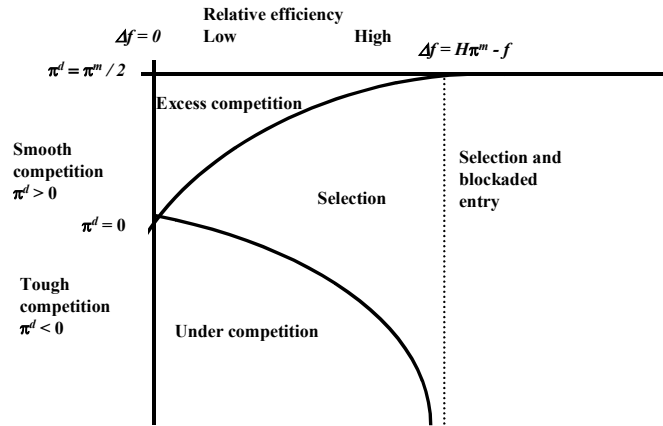 Relative efficiency
Δf = 0 Low High Δf = Hπᵐ - f
πᵈ = πᵐ / 2
Excess competition
Smooth
competition
πᵈ > 0
Selection and
blockaded
entry
Selection
πᵈ = 0
Tough
competition
πᵈ < 0
Under competition